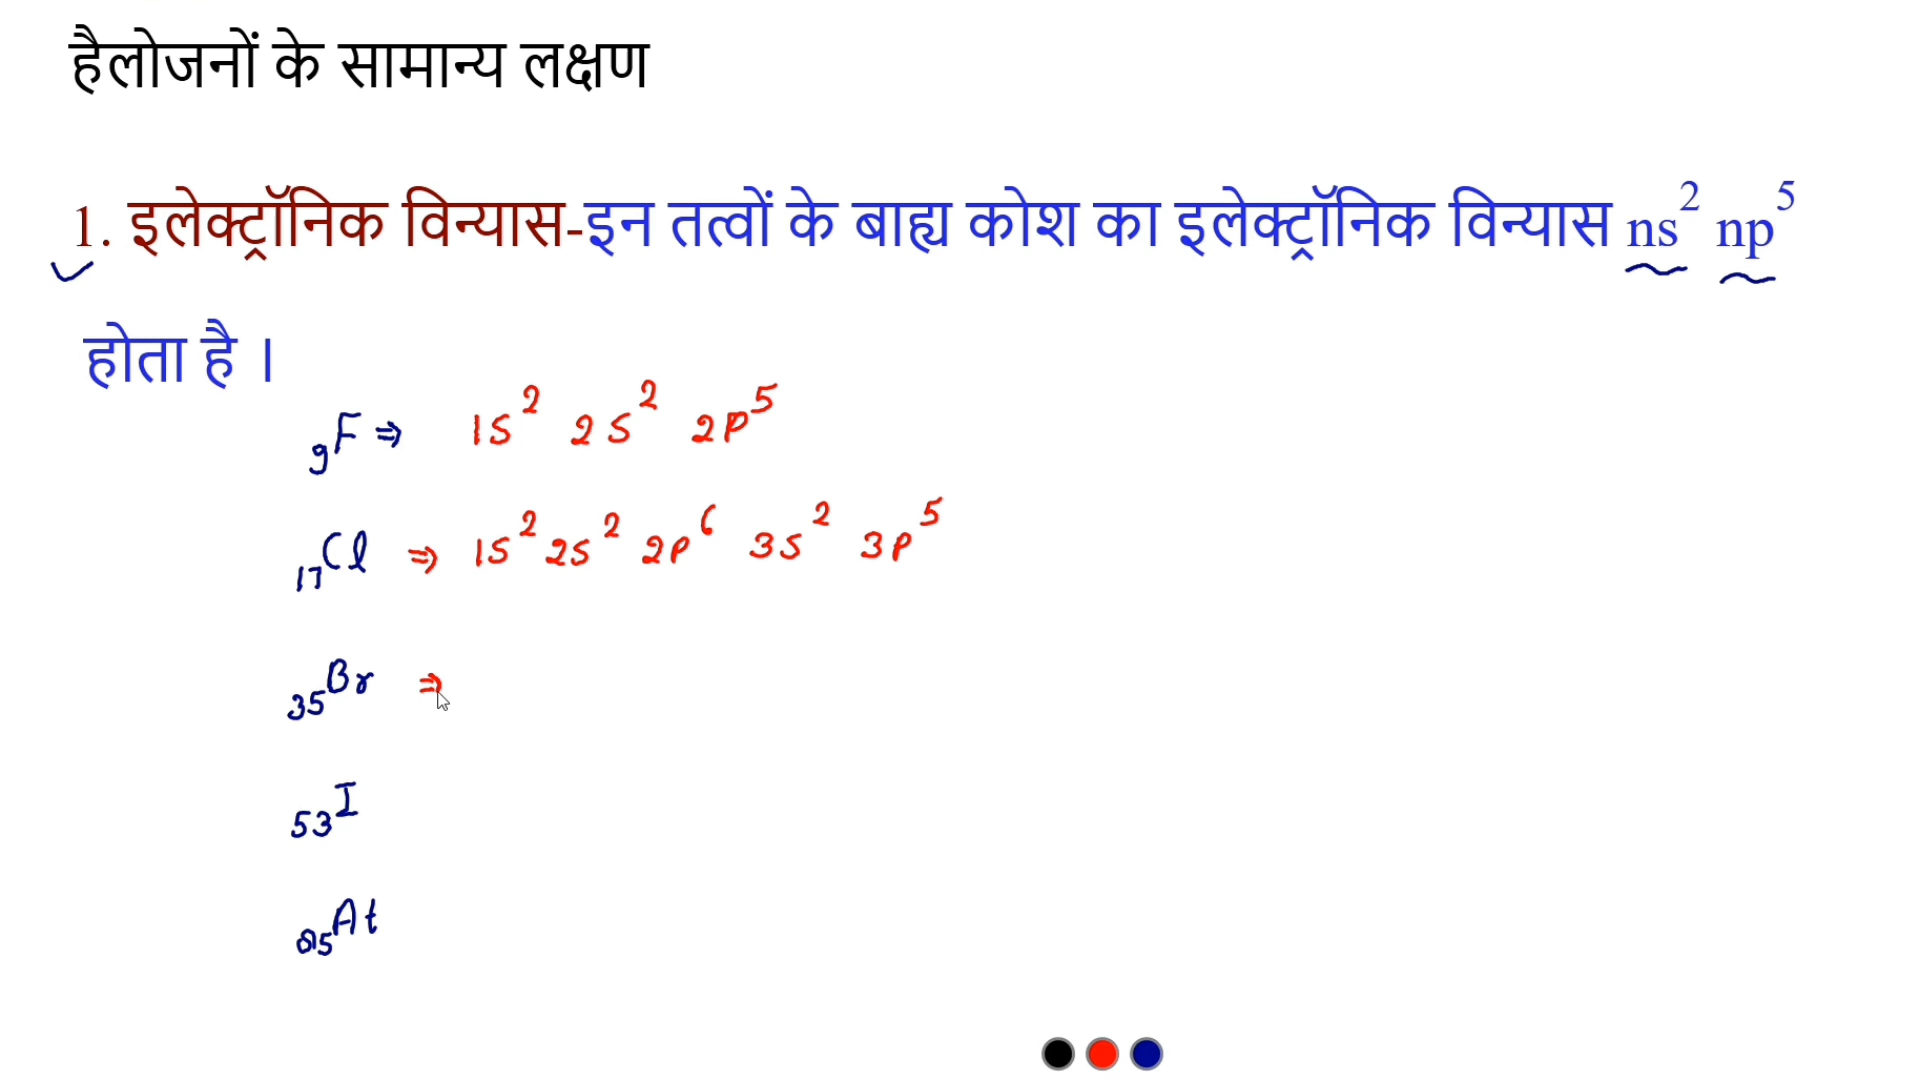 हैलोजनों के सामान्य लक्षण
1. इलेक्ट्रॉनिक विन्यास-इन तत्वों के बाह्य कोश का इलेक्ट्रॉनिक विन्यास ns² np⁵
होता है ।
₉F ⇒ 1s² 2s² 2p⁵
₁₇Cl ⇒ 1s² 2s² 2p⁶ 3s² 3p⁵
₃₅Br ⇒
₅₃I
₈₅At